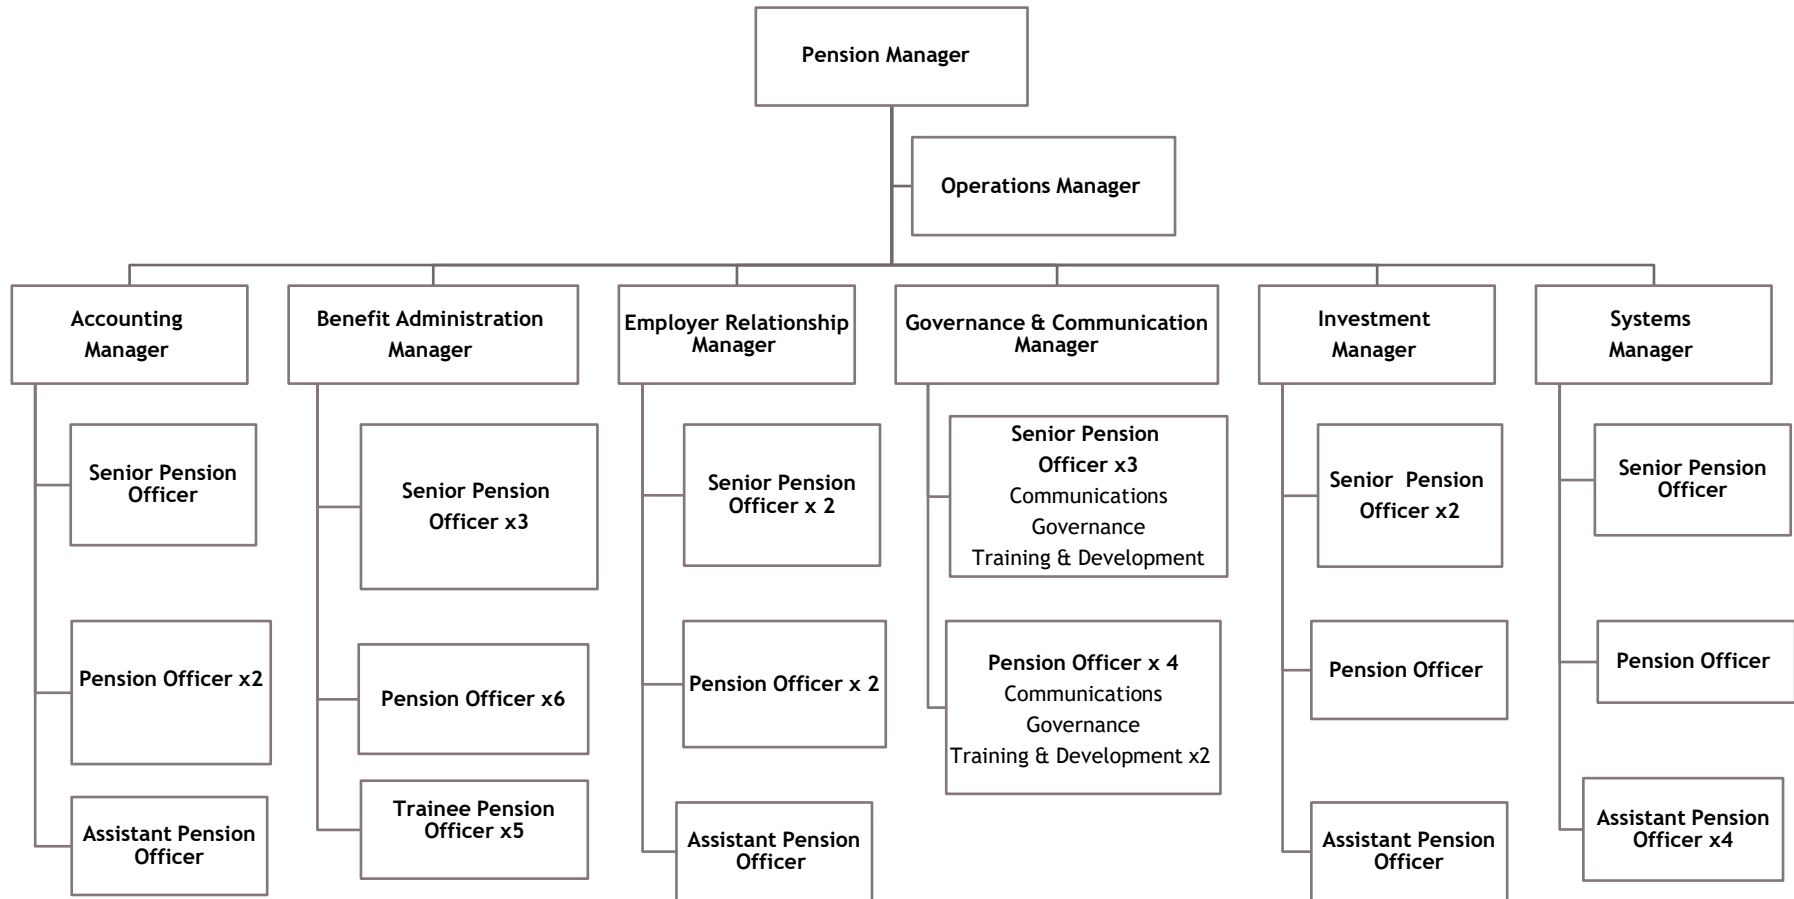 Pension Manager
Operations Manager
Accounting
Manager
Benefit Administration
Manager
Employer Relationship
Manager
Governance & Communication
Manager
Investment
Manager
Systems
Manager
Senior Pension
Officer
Senior Pension
Officer x3
Senior Pension
Officer x 2
Senior Pension
Officer x3
Communications
Governance
Training & Development
Senior Pension
Officer x2
Senior Pension
Officer
Pension Officer x2
Pension Officer x6
Pension Officer x 2
Pension Officer x 4
Communications
Governance
Training & Development x2
Pension Officer
Pension Officer
Assistant Pension
Officer
Trainee Pension
Officer x5
Assistant Pension
Officer
Assistant Pension
Officer
Assistant Pension
Officer x4